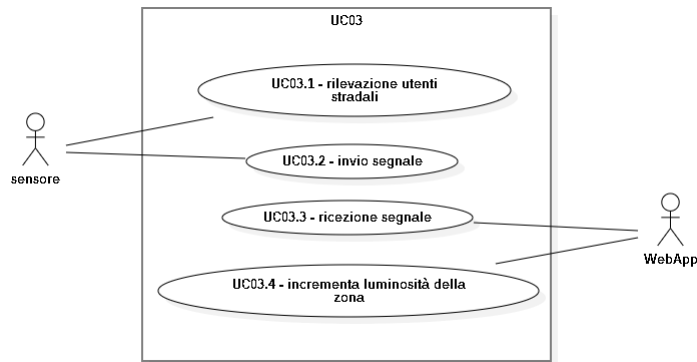 UC03
UC03.1 - rilevazione utenti
stradali
sensore
UC03.2 - invio segnale
UC03.3 - ricezione segnale
WebApp
UC03.4 - incrementa luminosità della
zona